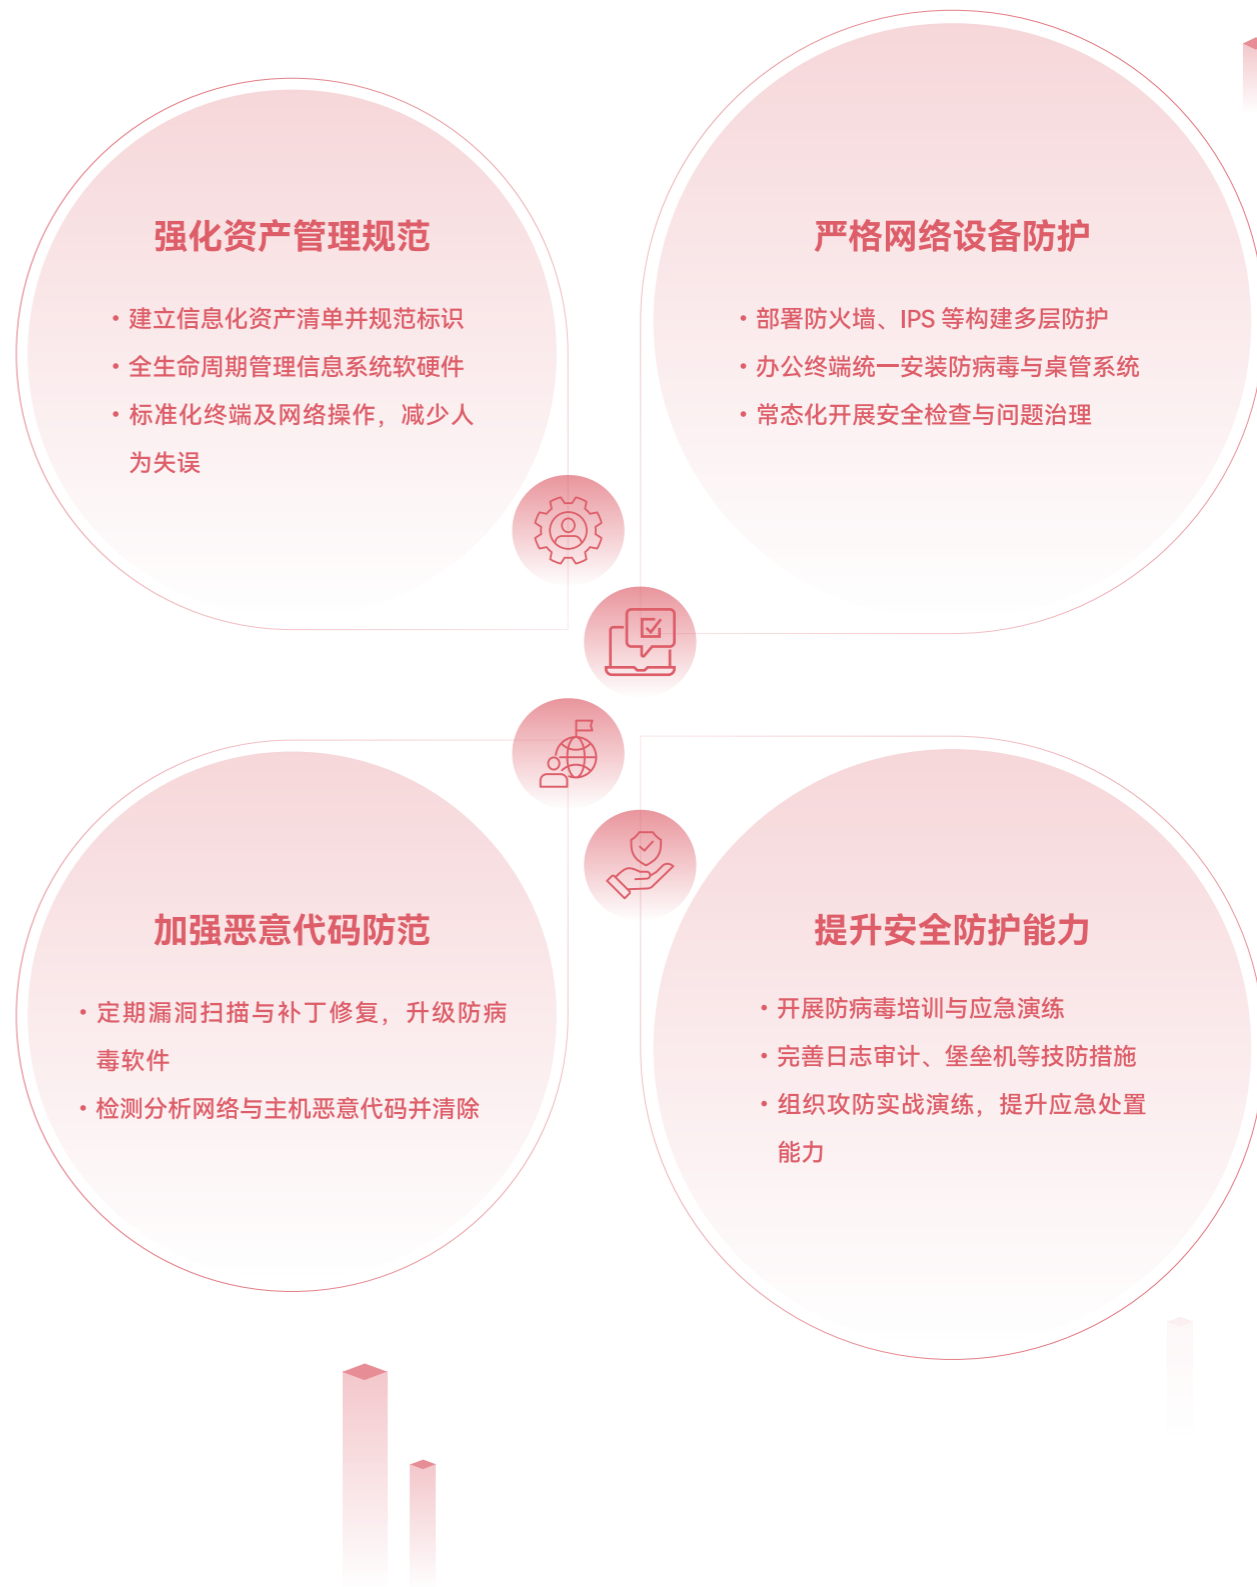 强化资产管理规范
• 建立信息化资产清单并规范标识
• 全生命周期管理信息系统软硬件
• 标准化终端及网络操作，减少人
为失误
严格网络设备防护
• 部署防火墙、IPS 等构建多层防护
• 办公终端统一安装防病毒与桌管系统
• 常态化开展安全检查与问题治理
加强恶意代码防范
• 定期漏洞扫描与补丁修复，升级防病
毒软件
• 检测分析网络与主机恶意代码并清除
提升安全防护能力
• 开展防病毒培训与应急演练
• 完善日志审计、堡垒机等技防措施
• 组织攻防实战演练，提升应急处置
能力